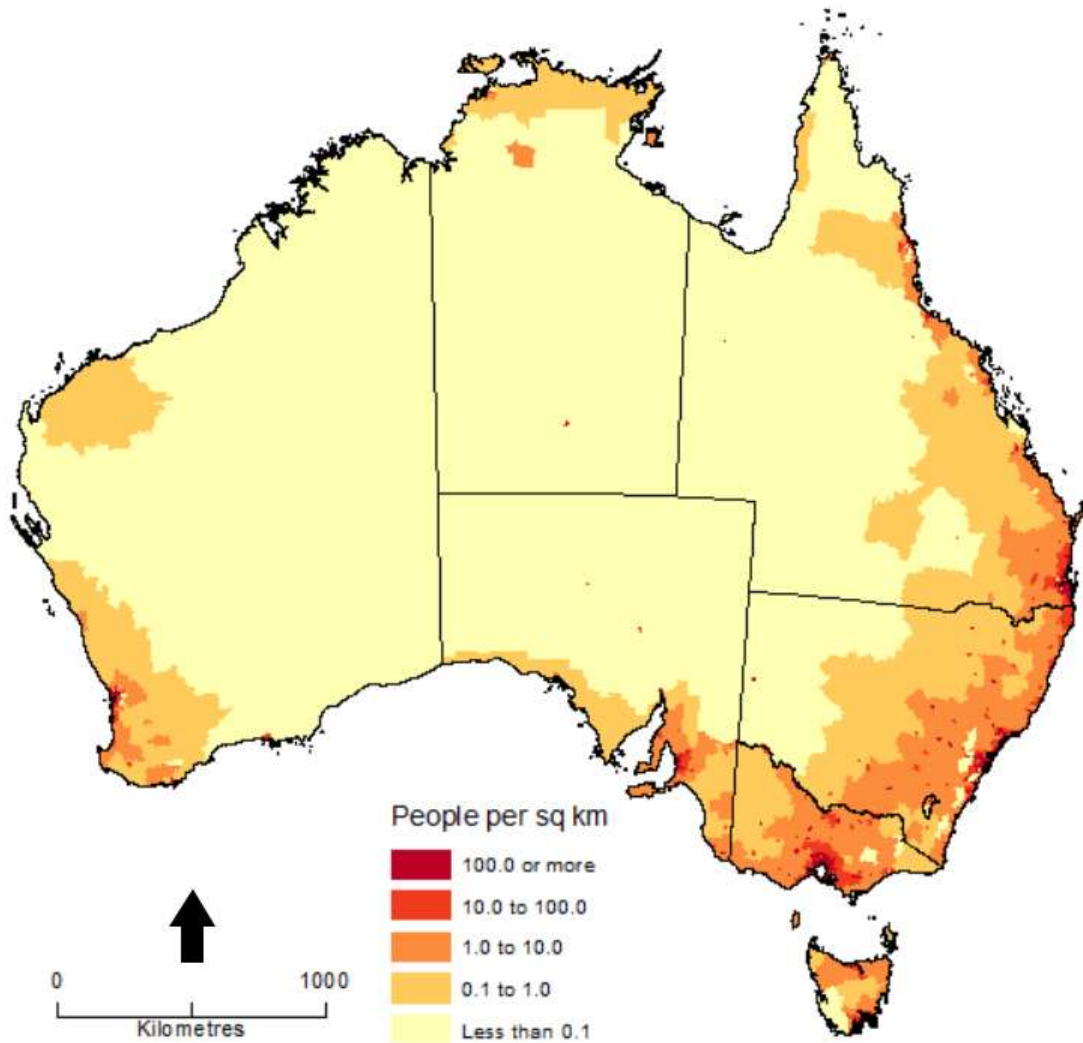 People per sq km
100.0 or more
10.0 to 100.0
1.0 to 10.0
0.1 to 1.0
Less than 0.1
0 1000
Kilometres